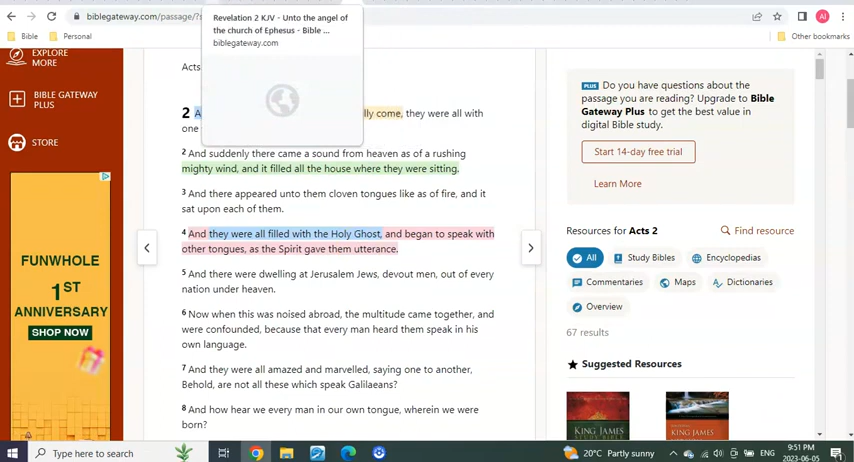 biblegateway.com/passage/?s
Other bookmarks
Bible
Personal
Revelation 2 KJV - Unto the angel of
the church of Ephesus - Bible ...
biblegateway.com
EXPLORE
MORE
BIBLE GATEWAY
PLUS
STORE
FUNWHOLE
1ST
ANNIVERSARY
SHOP NOW
Acts
2 A lly come, they were all with
one
2 And suddenly there came a sound from heaven as of a rushing
mighty wind, and it filled all the house where they were sitting.
3 And there appeared unto them cloven tongues like as of fire, and it
sat upon each of them.
4 And they were all filled with the Holy Ghost, and began to speak with
other tongues, as the Spirit gave them utterance.
5 And there were dwelling at Jerusalem Jews, devout men, out of every
nation under heaven.
6 Now when this was noised abroad, the multitude came together, and
were confounded, because that every man heard them speak in his
own language.
7 And they were all amazed and marvelled, saying one to another,
Behold, are not all these which speak Galilaeans?
8 And how hear we every man in our own tongue, wherein we were
born?
PLUS Do you have questions about the
passage you are reading? Upgrade to Bible
Gateway Plus to get the best value in
digital Bible study.
Start 14-day free trial
Learn More
Resources for Acts 2
Find resource
All
Study Bibles
Encyclopedias
Commentaries
Maps
Dictionaries
Overview
67 results
Suggested Resources
KING JAMES
STUDY BIBLE
KING JAMES
Type here to search
20°C Partly sunny
ENG
9:51 PM
2023-06-05